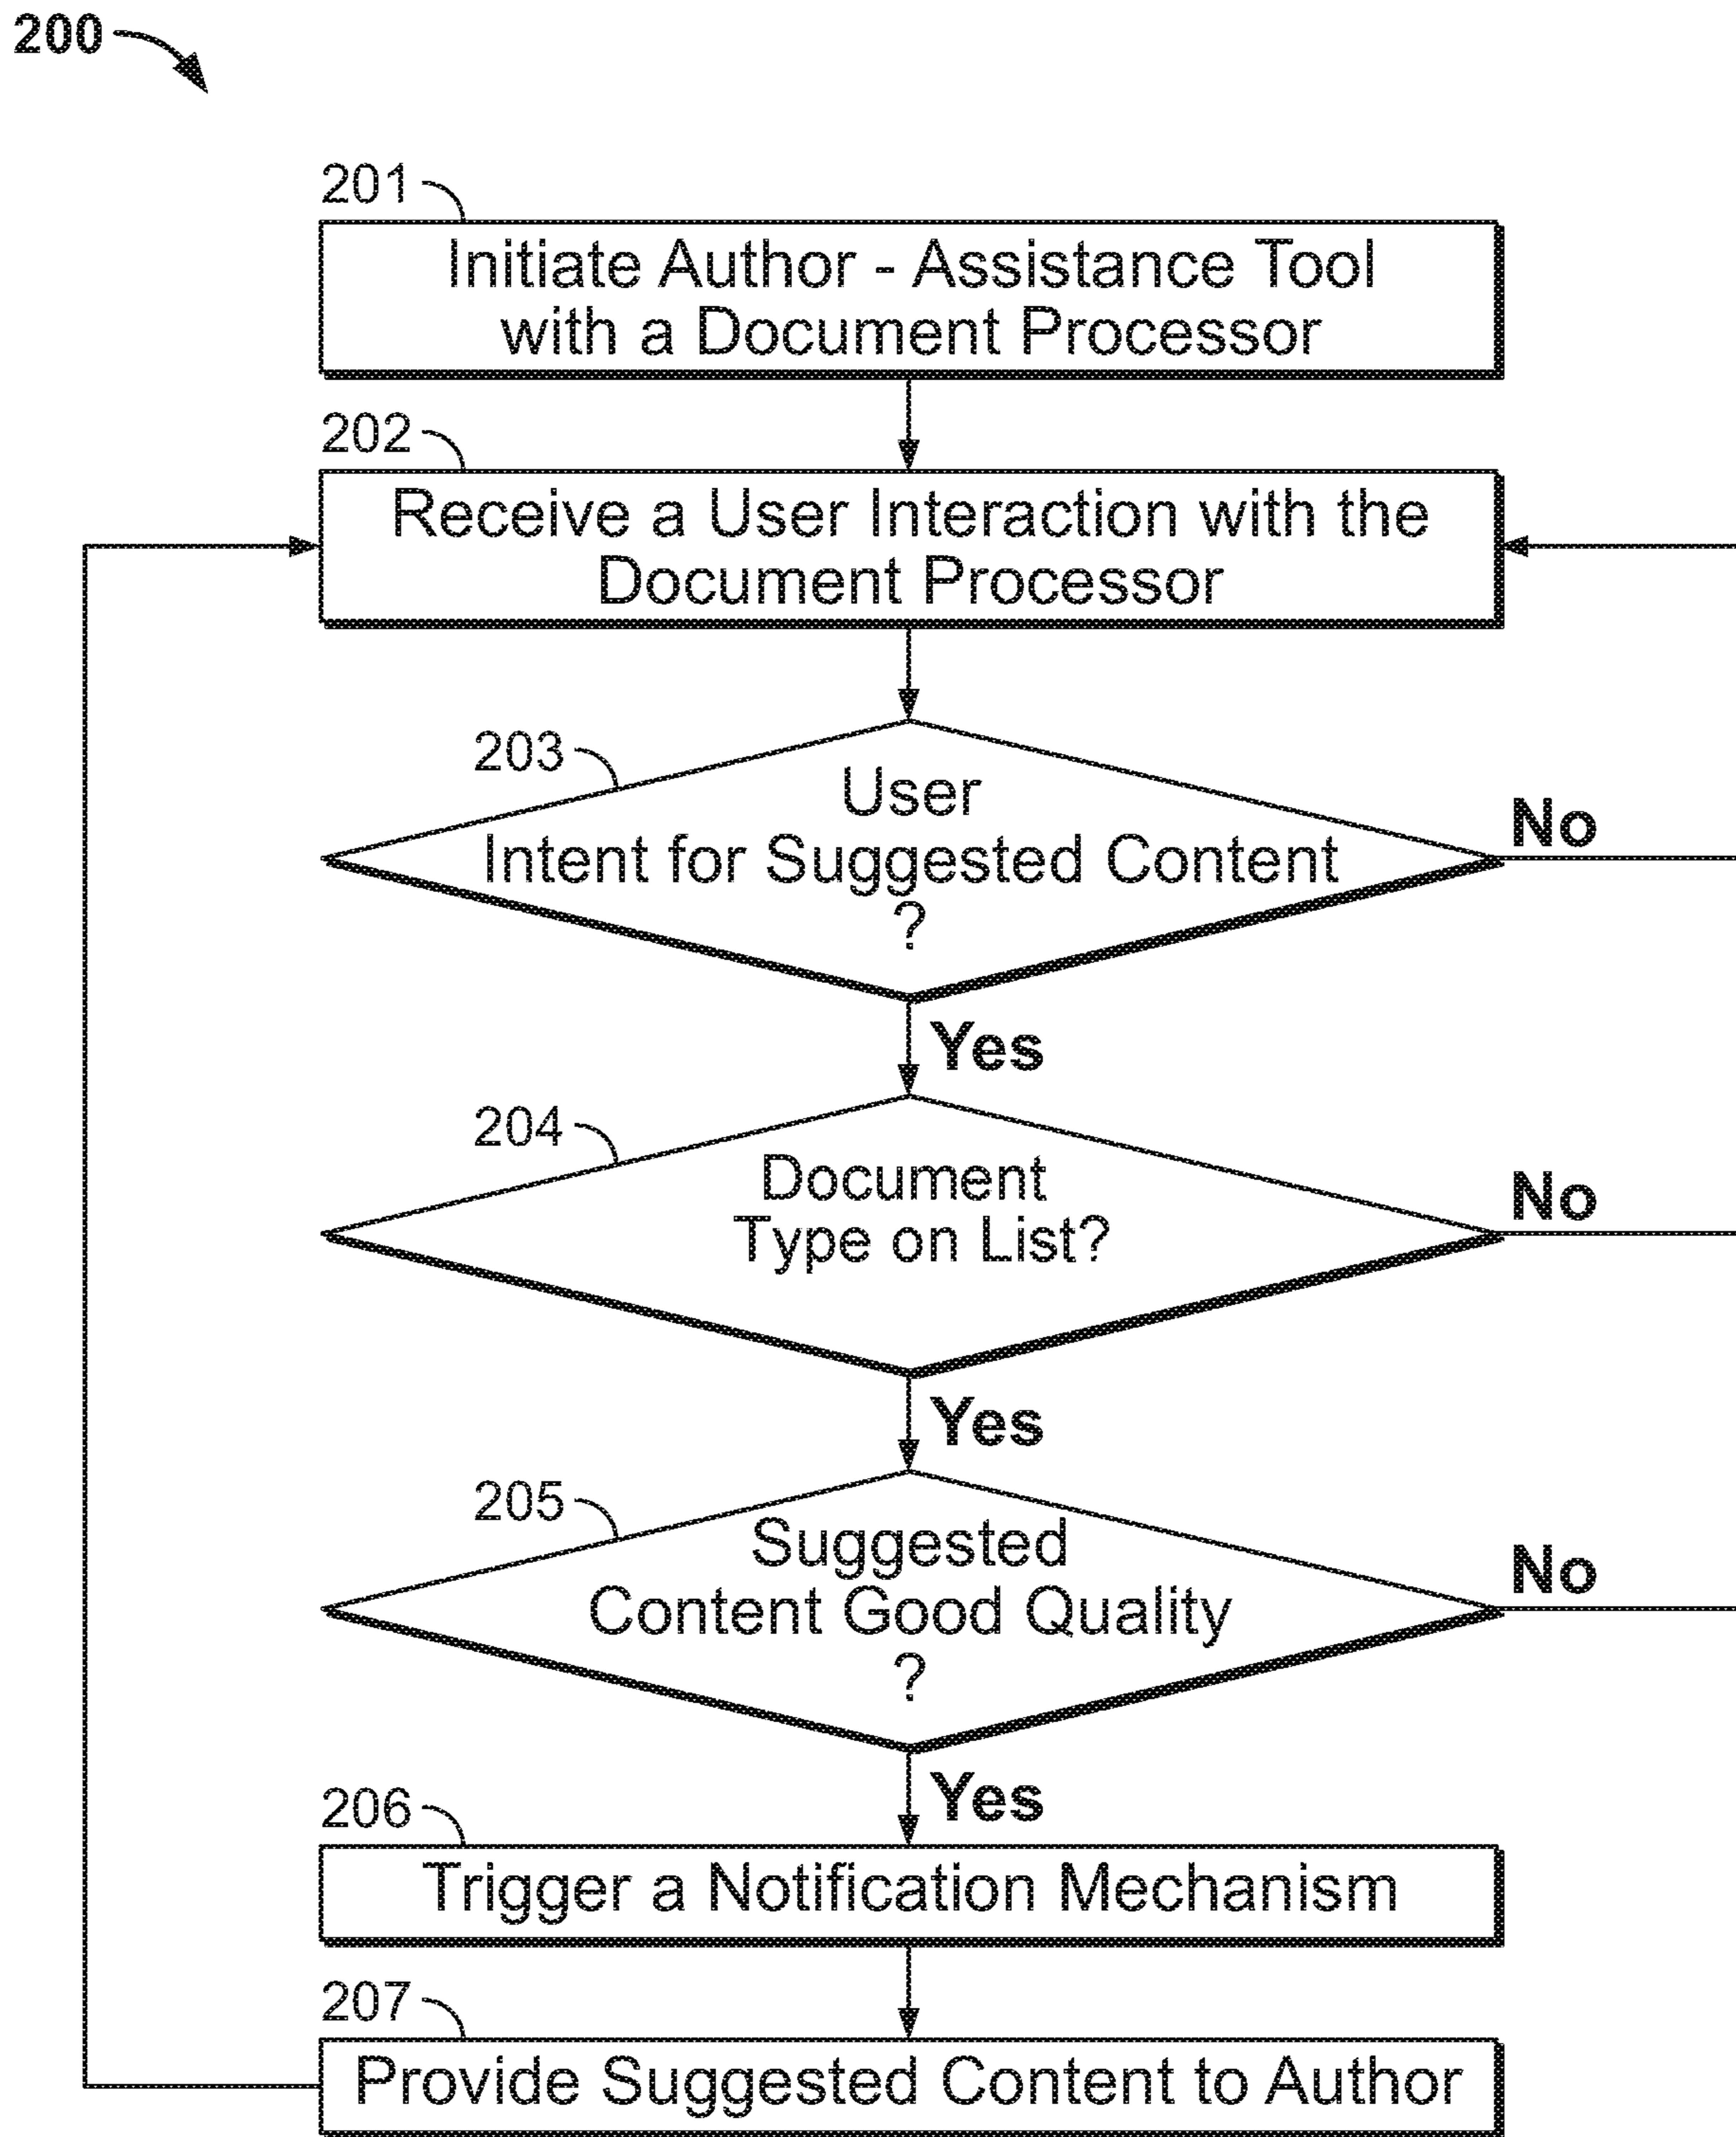 200
201
Initiate Author - Assistance Tool
with a Document Processor
202
Receive a User Interaction with the
Document Processor
203
User
Intent for Suggested Content
?
No
Yes
204
Document
Type on List?
No
Yes
205
Suggested
Content Good Quality
?
No
Yes
206
Trigger a Notification Mechanism
207
Provide Suggested Content to Author